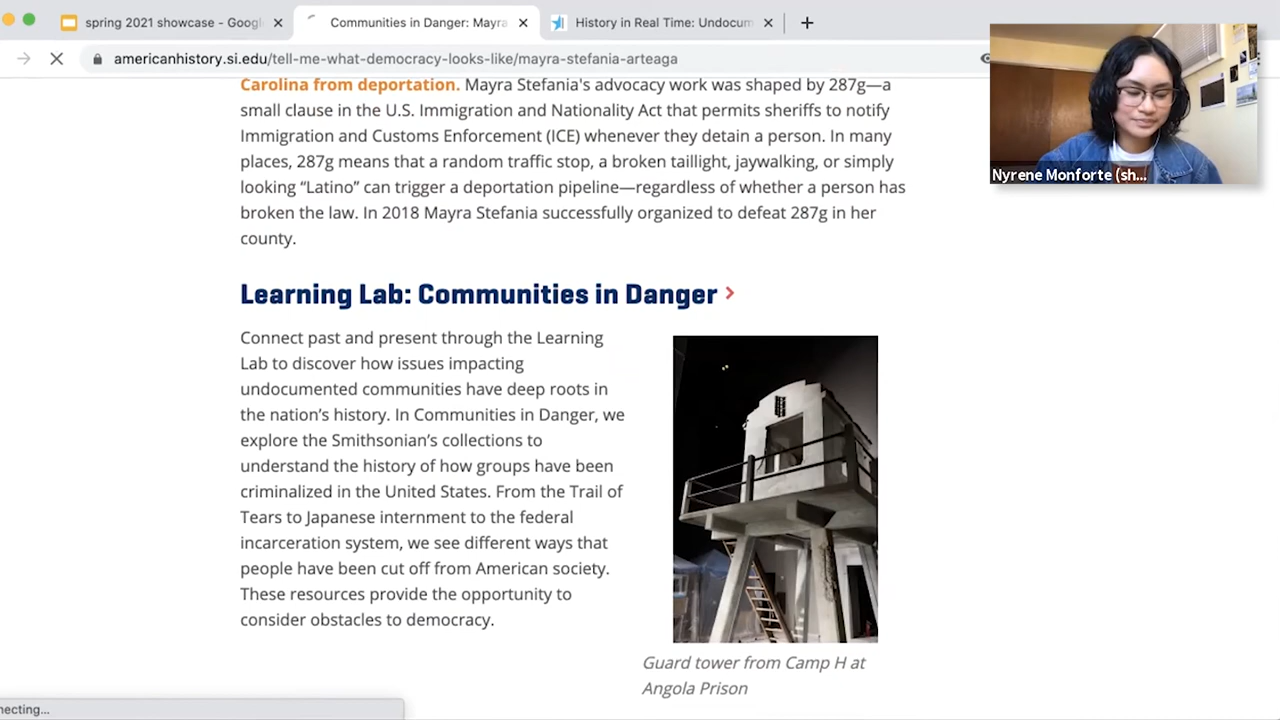 spring 2021 showcase - Googl
Communities in Danger: Mayra
History in Real Time: Undocum
americanhistory.si.edu/tell-me-what-democracy-looks-like/mayra-stefania-arteaga
Carolina from deportation. Mayra Stefania's advocacy work was shaped by 287g—a
small clause in the U.S. Immigration and Nationality Act that permits sheriffs to notify
Immigration and Customs Enforcement (ICE) whenever they detain a person. In many
places, 287g means that a random traffic stop, a broken taillight, jaywalking, or simply
looking “Latino” can trigger a deportation pipeline—regardless of whether a person has
broken the law. In 2018 Mayra Stefania successfully organized to defeat 287g in her
county.
Nyrene Monforte (sh...
Learning Lab: Communities in Danger
Connect past and present through the Learning
Lab to discover how issues impacting
undocumented communities have deep roots in
the nation’s history. In Communities in Danger, we
explore the Smithsonian’s collections to
understand the history of how groups have been
criminalized in the United States. From the Trail of
Tears to Japanese internment to the federal
incarceration system, we see different ways that
people have been cut off from American society.
These resources provide the opportunity to
consider obstacles to democracy.
Guard tower from Camp H at
Angola Prison
necting...